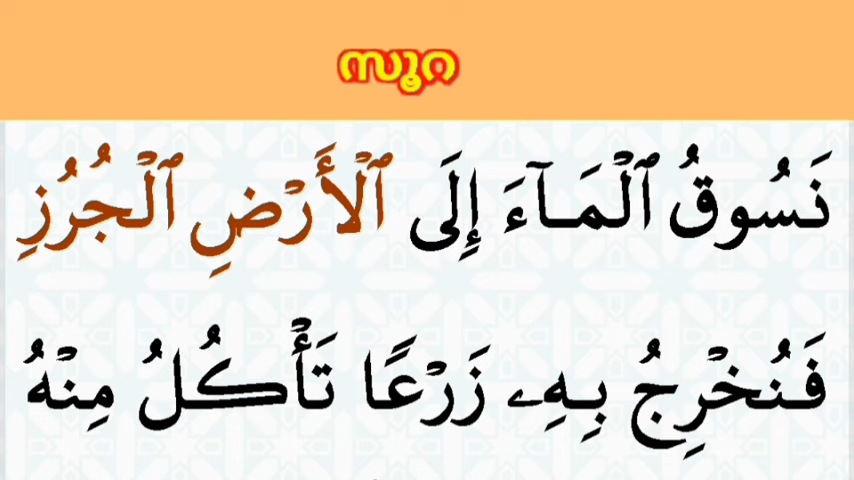 സൂറ
نَسُوقُ ٱلْمَآءَ إِلَى ٱلْأَرْضِ ٱلْجُرُزِ
فَنُخْرِجُ بِهِۦ زَرْعًا تَأْكُلُ مِنْهُ